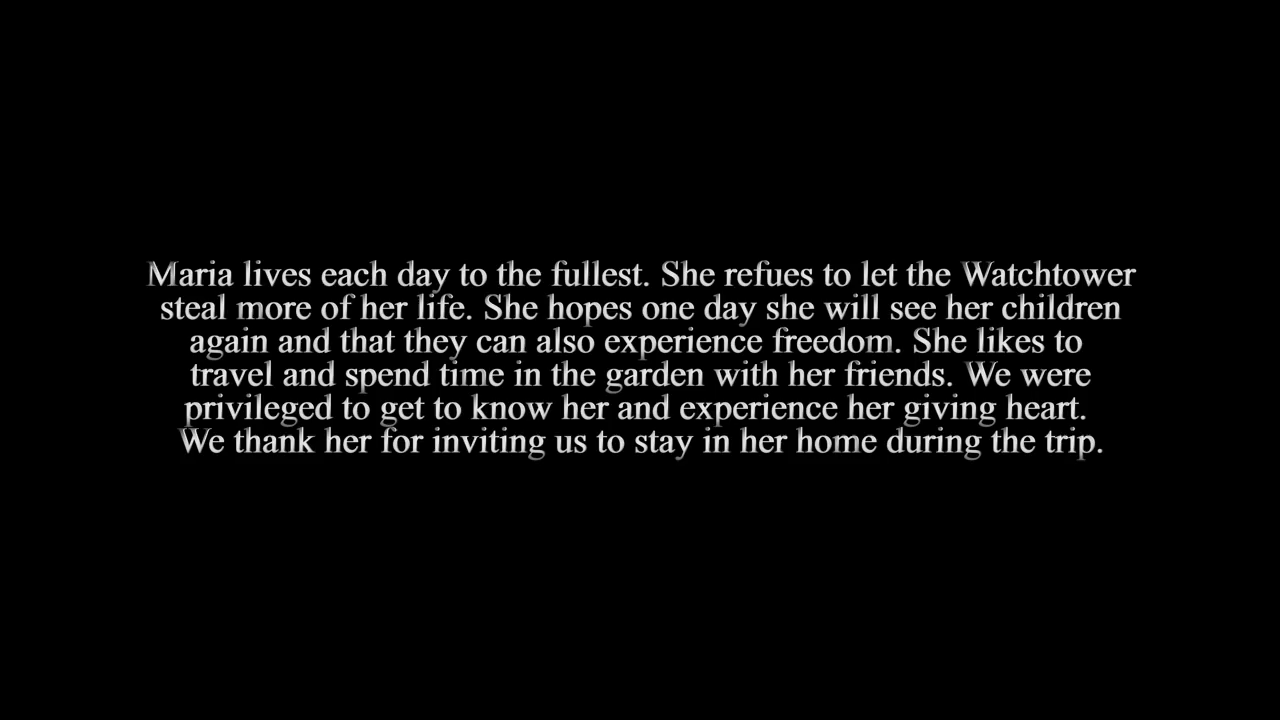 Maria lives each day to the fullest. She refues to let the Watchtower
steal more of her life. She hopes one day she will see her children
again and that they can also experience freedom. She likes to
travel and spend time in the garden with her friends. We were
privileged to get to know her and experience her giving heart.
We thank her for inviting us to stay in her home during the trip.